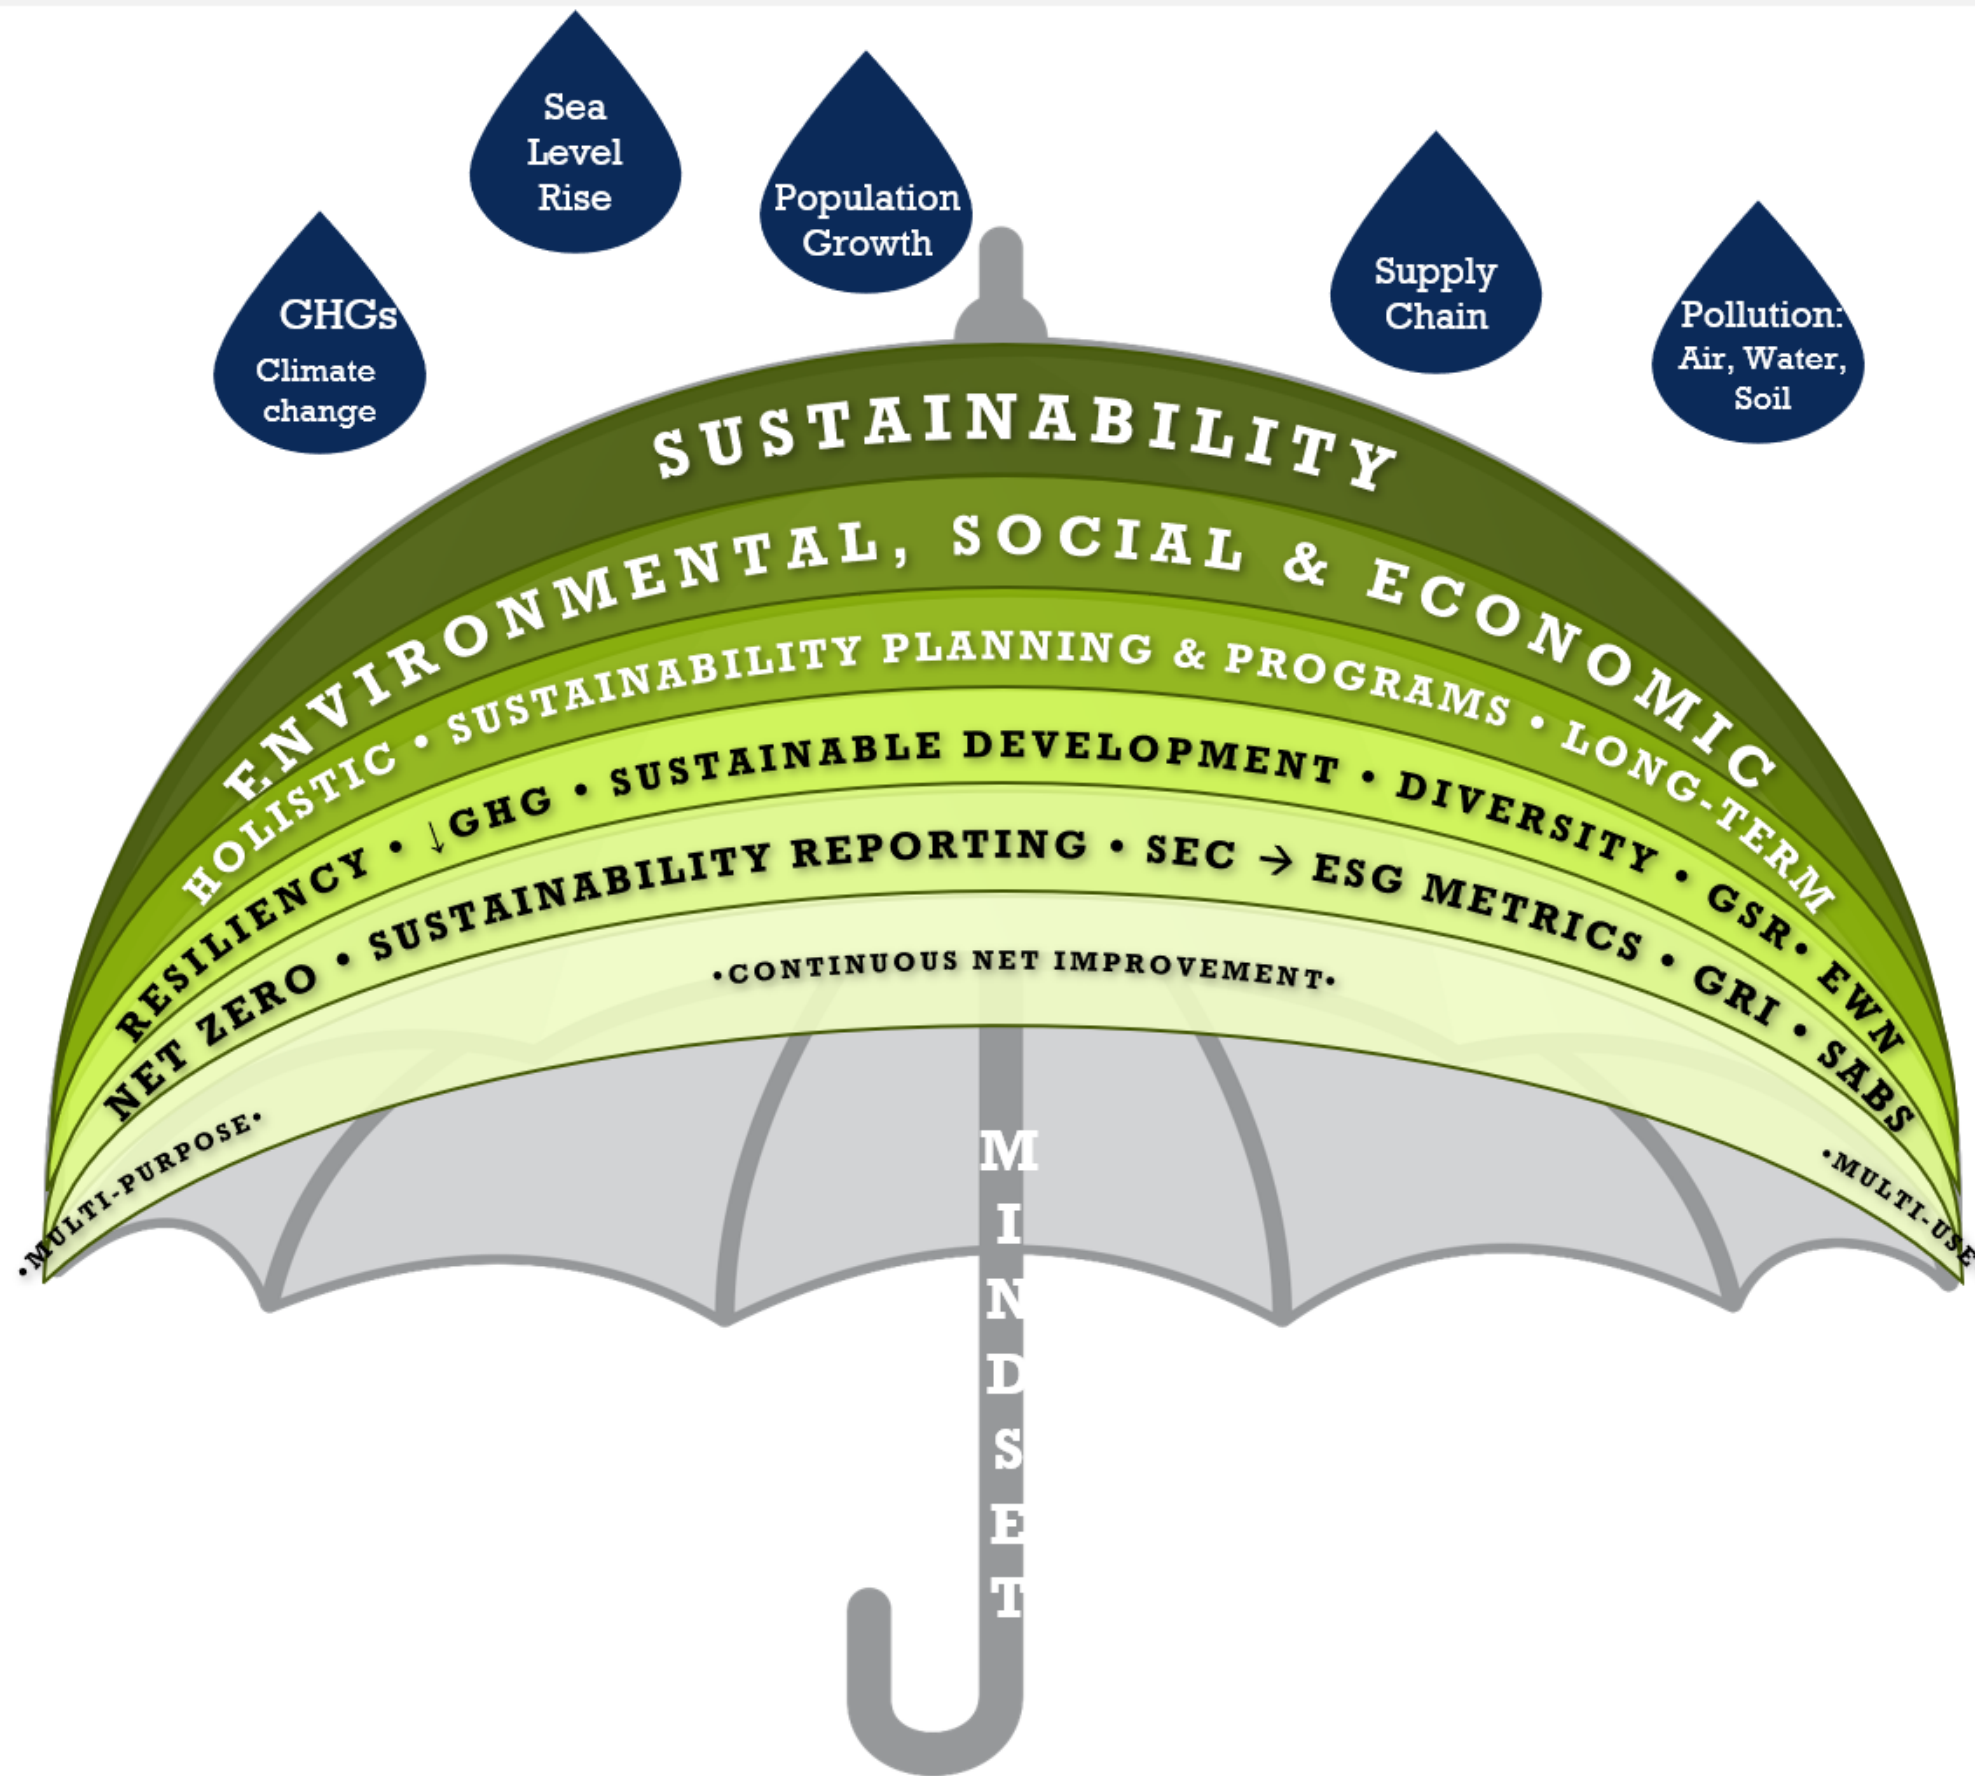 Sea
Level
Rise
Population
Growth
Supply
Chain
GHGs
Climate
change
Pollution:
Air, Water,
Soil
SUSTAINABILITY
ENVIRONMENTAL, SOCIAL & ECONOMIC
HOLISTIC • SUSTAINABILITY PLANNING & PROGRAMS • LONG-TERM
RESILIENCY • ↓GHG • SUSTAINABLE DEVELOPMENT • DIVERSITY • GSR• EWN
NET ZERO • SUSTAINABILITY REPORTING • SEC → ESG METRICS • GRI • SABS
•MULTI-PURPOSE• •CONTINUOUS NET IMPROVEMENT• •MULTI-USE
MINDSET